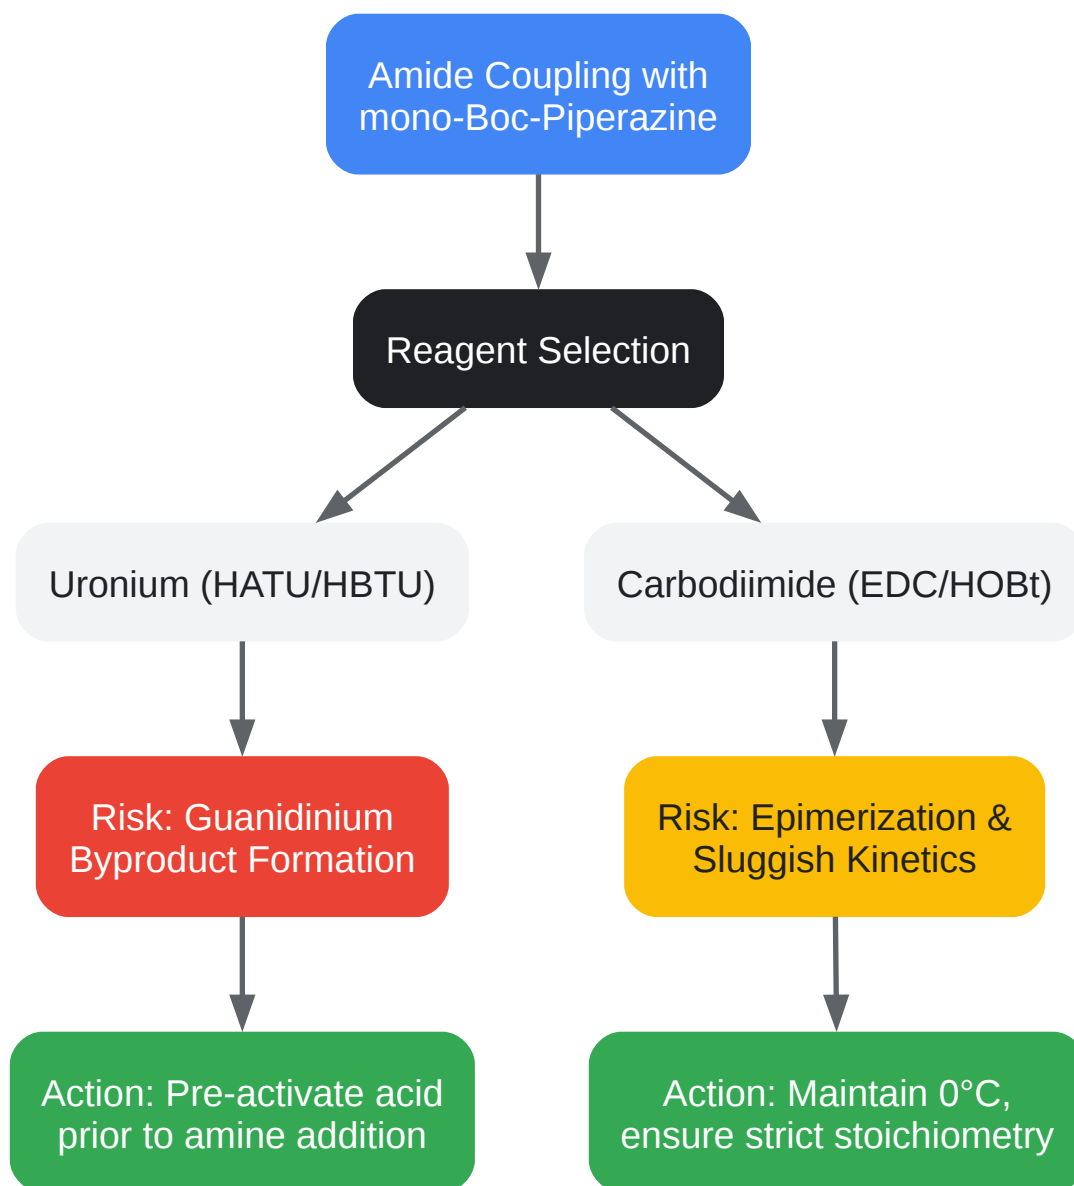 Amide Coupling with
mono-Boc-Piperazine
Reagent Selection
Uronium (HATU/HBTU)
Carbodiimide (EDC/HOBt)
Risk: Guanidinium
Byproduct Formation
Risk: Epimerization &
Sluggish Kinetics
Action: Pre-activate acid
prior to amine addition
Action: Maintain 0°C,
ensure strict stoichiometry